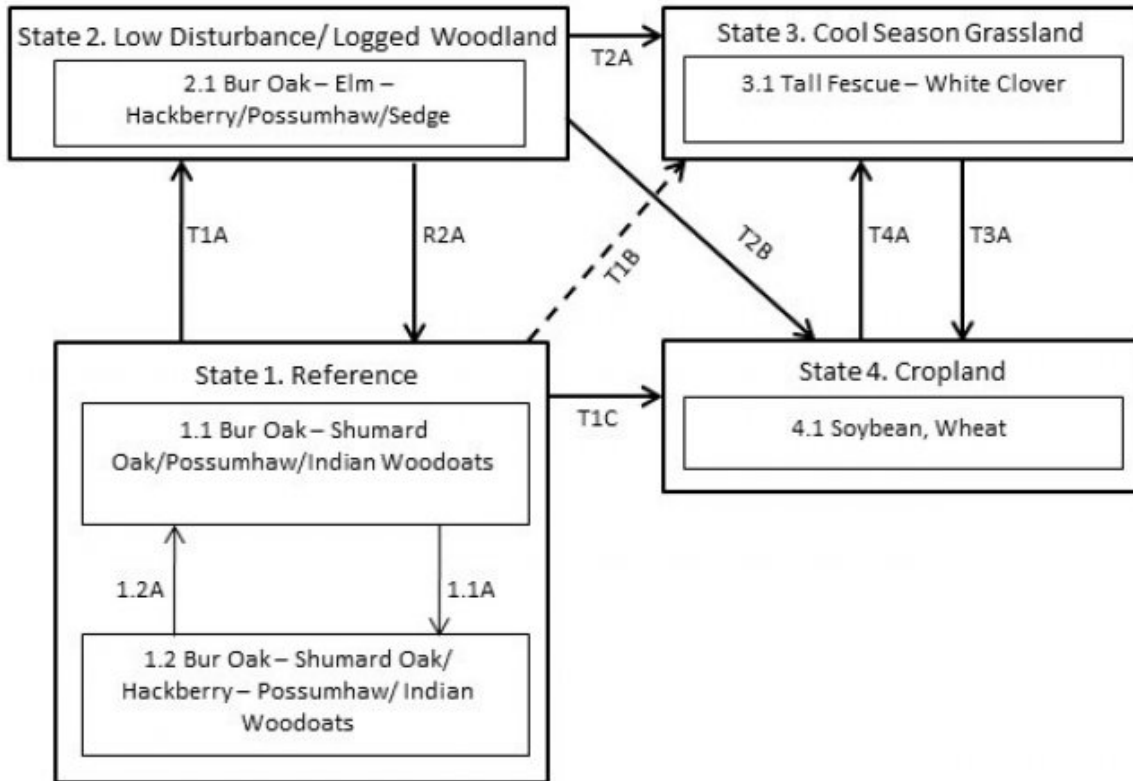 State 2. Low Disturbance/ Logged Woodland
2.1 Bur Oak – Elm –
Hackberry/Possumhaw/Sedge
T2A
State 3. Cool Season Grassland
3.1 Tall Fescue – White Clover
T1A
R2A
T1B
T2B
T4A
T3A
State 1. Reference
1.1 Bur Oak – Shumard
Oak/Possumhaw/Indian Woodoats
1.2A
1.1A
1.2 Bur Oak – Shumard Oak/
Hackberry – Possumhaw/ Indian
Woodoats
T1C
State 4. Cropland
4.1 Soybean, Wheat